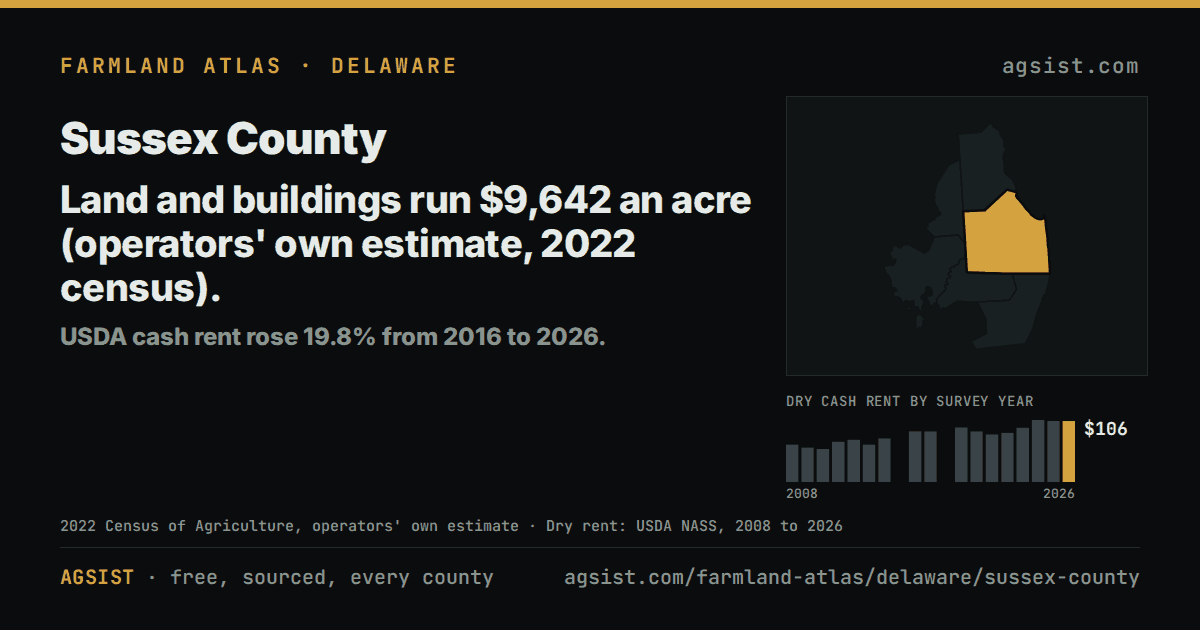 FARMLAND ATLAS · DELAWARE
agsist.com
Sussex County
Land and buildings run $9,642 an acre
(operators' own estimate, 2022
census).
USDA cash rent rose 19.8% from 2016 to 2026.
DRY CASH RENT BY SURVEY YEAR
$106
2008
2026
2022 Census of Agriculture, operators' own estimate · Dry rent: USDA NASS, 2008 to 2026
AGSIST · free, sourced, every county
agsist.com/farmland-atlas/delaware/sussex-county